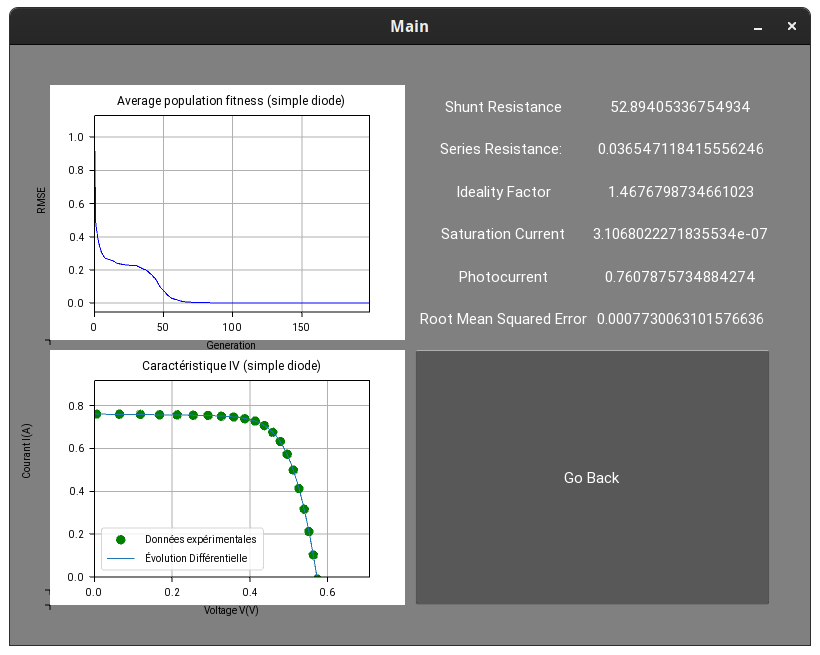 Main
Average population fitness (simple diode)
1.0
0.8
0.6
0.4
0.2
0.0
RMSE
0 50 100 150
Generation
Caractéristique IV (simple diode)
0.8
0.6
0.4
0.2
0.0
Courant I(A)
Données expérimentales
Évolution Différentielle
0.0 0.2 0.4 0.6
Voltage V(V)
Shunt Resistance 52.89405336754934
Series Resistance: 0.036547118415556246
Ideality Factor 1.4676798734661023
Saturation Current 3.1068022271835534e-07
Photocurrent 0.7607875734884274
Root Mean Squared Error 0.0007730063101576636
Go Back